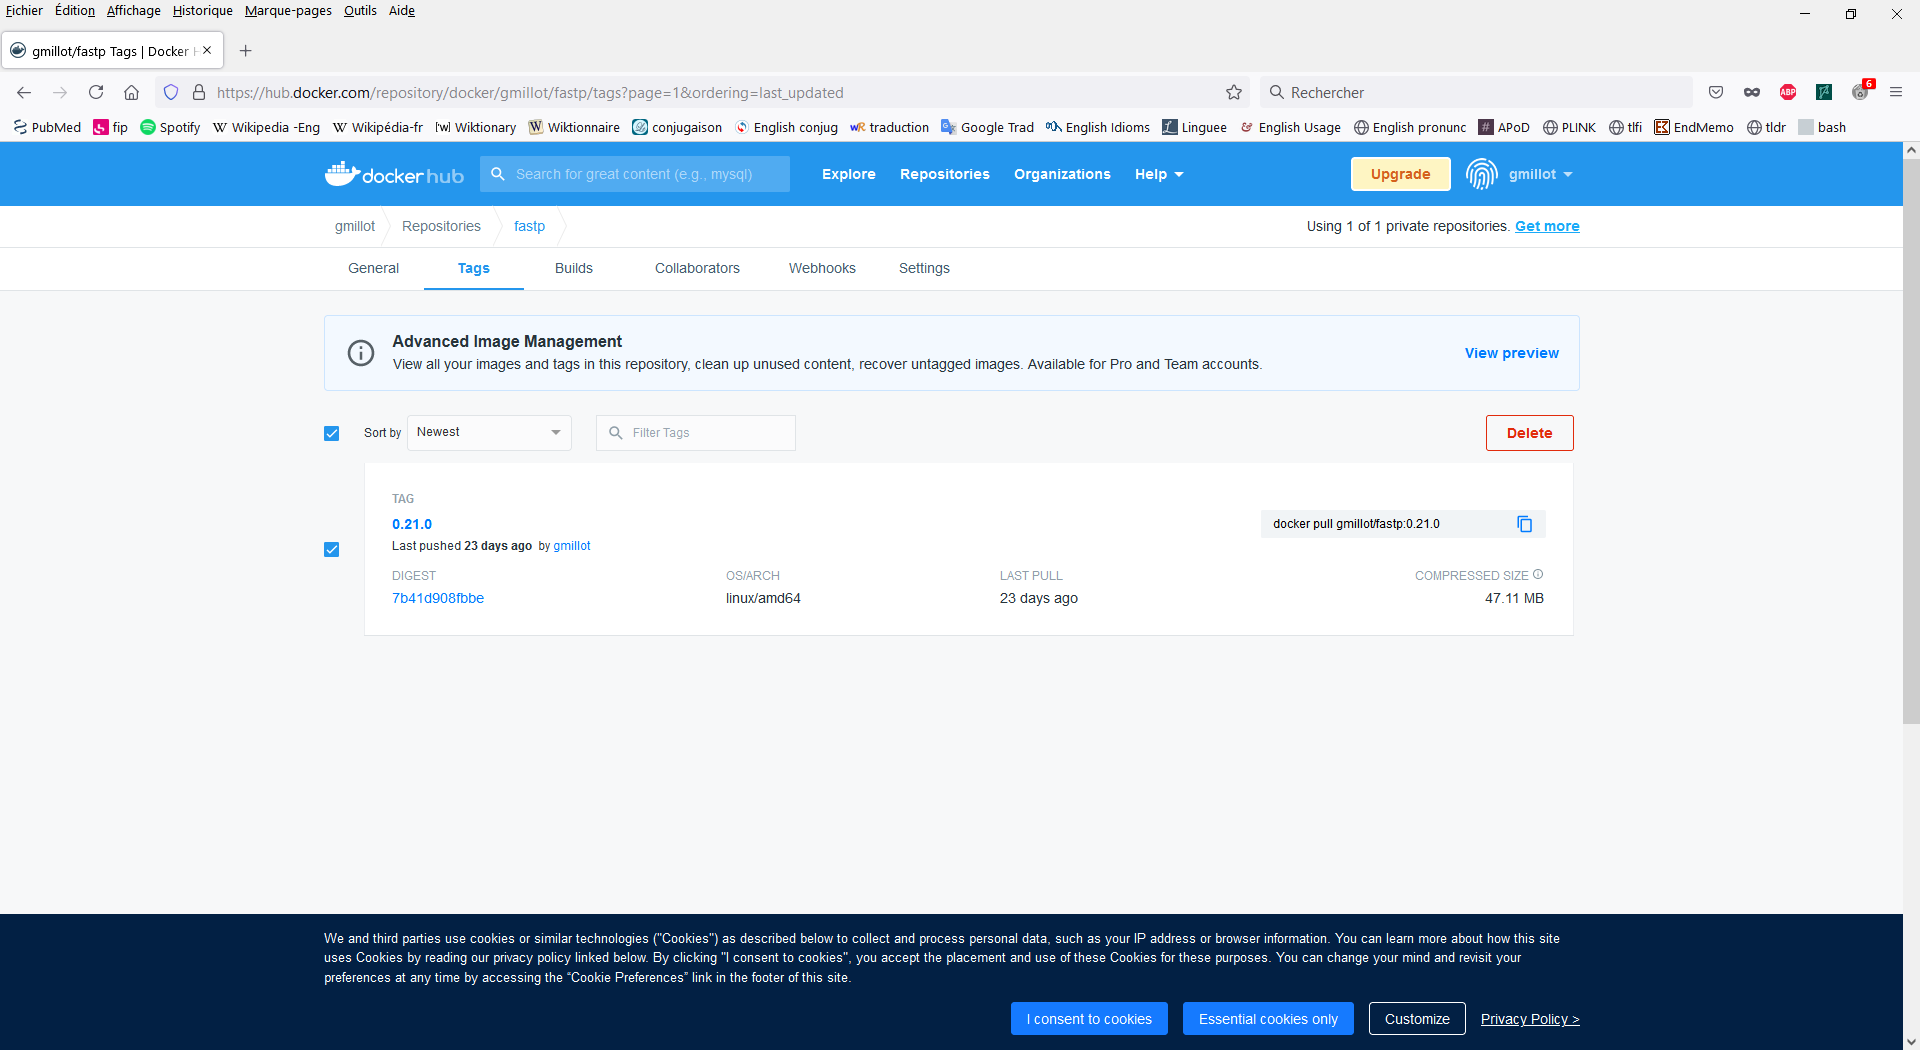 Fichier Édition Affichage Historique Marque-pages Outils Aide
gmillot/fastp Tags | Docker H
https://hub.docker.com/repository/docker/gmillot/fastp/tags?page=1&ordering=last_updated
Rechercher
ABP
6
PubMed fip Spotify Wikipedia -Eng Wikipédia-fr Wiktionary Wiktionnaire conjugaison English conjug traduction Google Trad English Idioms Linguee English Usage English pronunc APoD PLINK tlfi EndMemo tldr bash
docker hub
Search for great content (e.g., mysql)
Explore Repositories Organizations Help
Upgrade
gmillot
gmillot Repositories fastp
Using 1 of 1 private repositories. Get more
General Tags Builds Collaborators Webhooks Settings
Advanced Image Management
View all your images and tags in this repository, clean up unused content, recover untagged images. Available for Pro and Team accounts.
View preview
Sort by Newest
Filter Tags
Delete
TAG
0.21.0
docker pull gmillot/fastp:0.21.0
Last pushed 23 days ago by gmillot
DIGEST OS/ARCH LAST PULL COMPRESSED SIZE
7b41d908fbbe linux/amd64 23 days ago 47.11 MB
We and third parties use cookies or similar technologies ("Cookies") as described below to collect and process personal data, such as your IP address or browser information. You can learn more about how this site
uses Cookies by reading our privacy policy linked below. By clicking "I consent to cookies", you accept the placement and use of these Cookies for these purposes. You can change your mind and revisit your
preferences at any time by accessing the “Cookie Preferences” link in the footer of this site.
I consent to cookies Essential cookies only Customize Privacy Policy >